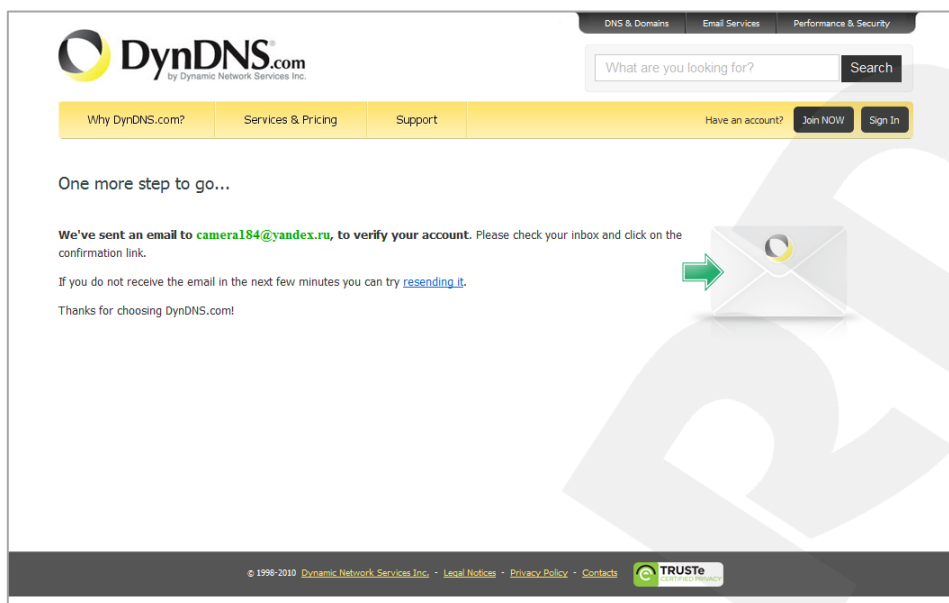 DNS & Domains Email Services Performance & Security
DynDNS.com
by Dynamic Network Services Inc.
What are you looking for? Search
Why DynDNS.com? Services & Pricing Support Have an account? Join NOW Sign In
One more step to go...
We've sent an email to camera184@yandex.ru, to verify your account. Please check your inbox and click on the
confirmation link.
If you do not receive the email in the next few minutes you can try resending it.
Thanks for choosing DynDNS.com!
© 1998-2010 Dynamic Network Services Inc. - Legal Notices - Privacy Policy - Contacts
TRUSTe
CERTIFIED PRIVACY